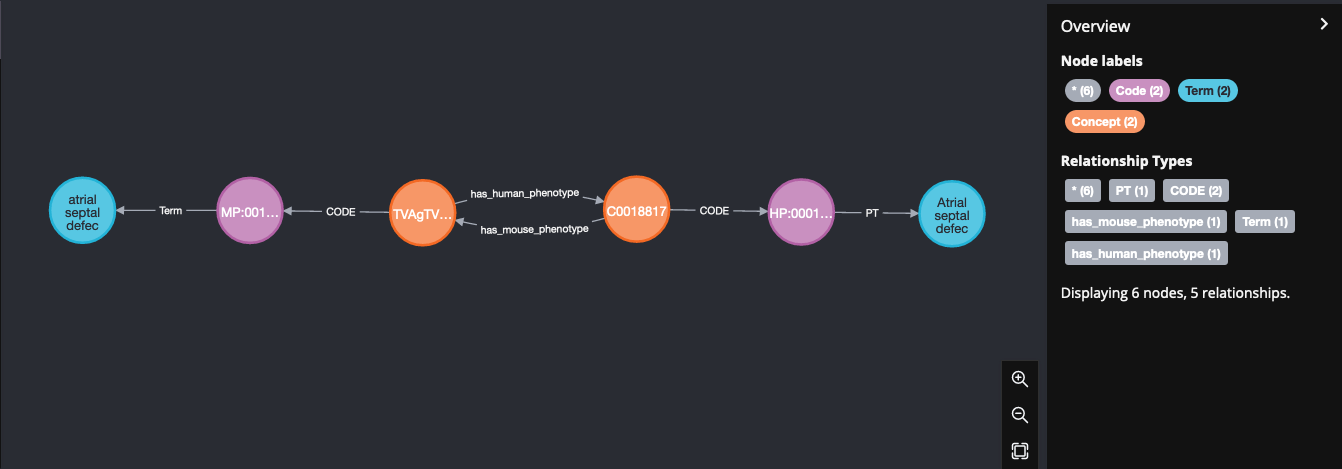 atrial
septal
defec
Term
MP:001...
CODE
TVAgTV...
has_human_phenotype
has_mouse_phenotype
C0018817
CODE
HP:0001...
PT
Atrial
septal
defec
Overview
Node labels
* (6) Code (2) Term (2)
Concept (2)
Relationship Types
* (6) PT (1) CODE (2)
has_mouse_phenotype (1) Term (1)
has_human_phenotype (1)
Displaying 6 nodes, 5 relationships.